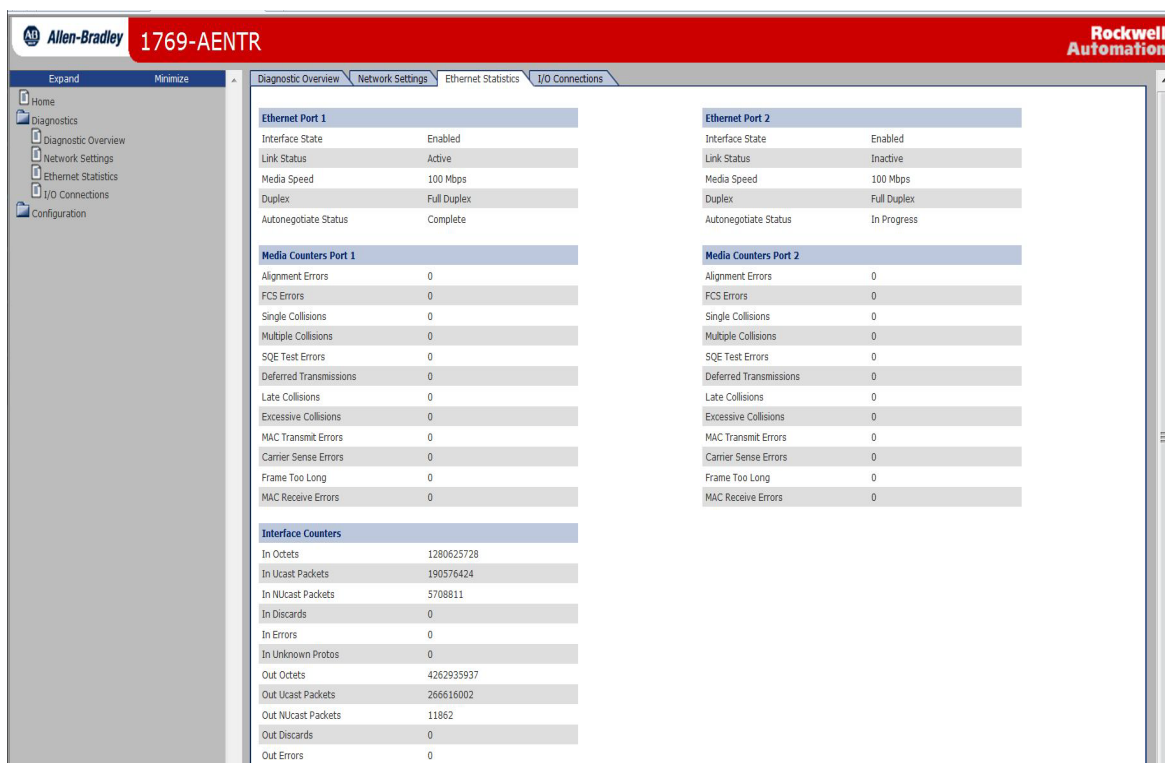 Allen-Bradley
1769-AENTR
Rockwell
Automation
Expand Minimize
Home
Diagnostics
Diagnostic Overview
Network Settings
Ethernet Statistics
I/O Connections
Configuration
Diagnostic Overview Network Settings Ethernet Statistics I/O Connections
Ethernet Port 1
Interface State Enabled
Link Status Active
Media Speed 100 Mbps
Duplex Full Duplex
Autonegotiate Status Complete
Ethernet Port 2
Interface State Enabled
Link Status Inactive
Media Speed 100 Mbps
Duplex Full Duplex
Autonegotiate Status In Progress
Media Counters Port 1
Alignment Errors 0
FCS Errors 0
Single Collisions 0
Multiple Collisions 0
SQE Test Errors 0
Deferred Transmissions 0
Late Collisions 0
Excessive Collisions 0
MAC Transmit Errors 0
Carrier Sense Errors 0
Frame Too Long 0
MAC Receive Errors 0
Media Counters Port 2
Alignment Errors 0
FCS Errors 0
Single Collisions 0
Multiple Collisions 0
SQE Test Errors 0
Deferred Transmissions 0
Late Collisions 0
Excessive Collisions 0
MAC Transmit Errors 0
Carrier Sense Errors 0
Frame Too Long 0
MAC Receive Errors 0
Interface Counters
In Octets 1280625728
In Ucast Packets 190576424
In NUcast Packets 5708811
In Discards 0
In Errors 0
In Unknown Protos 0
Out Octets 4262935937
Out Ucast Packets 266616002
Out NUcast Packets 11862
Out Discards 0
Out Errors 0